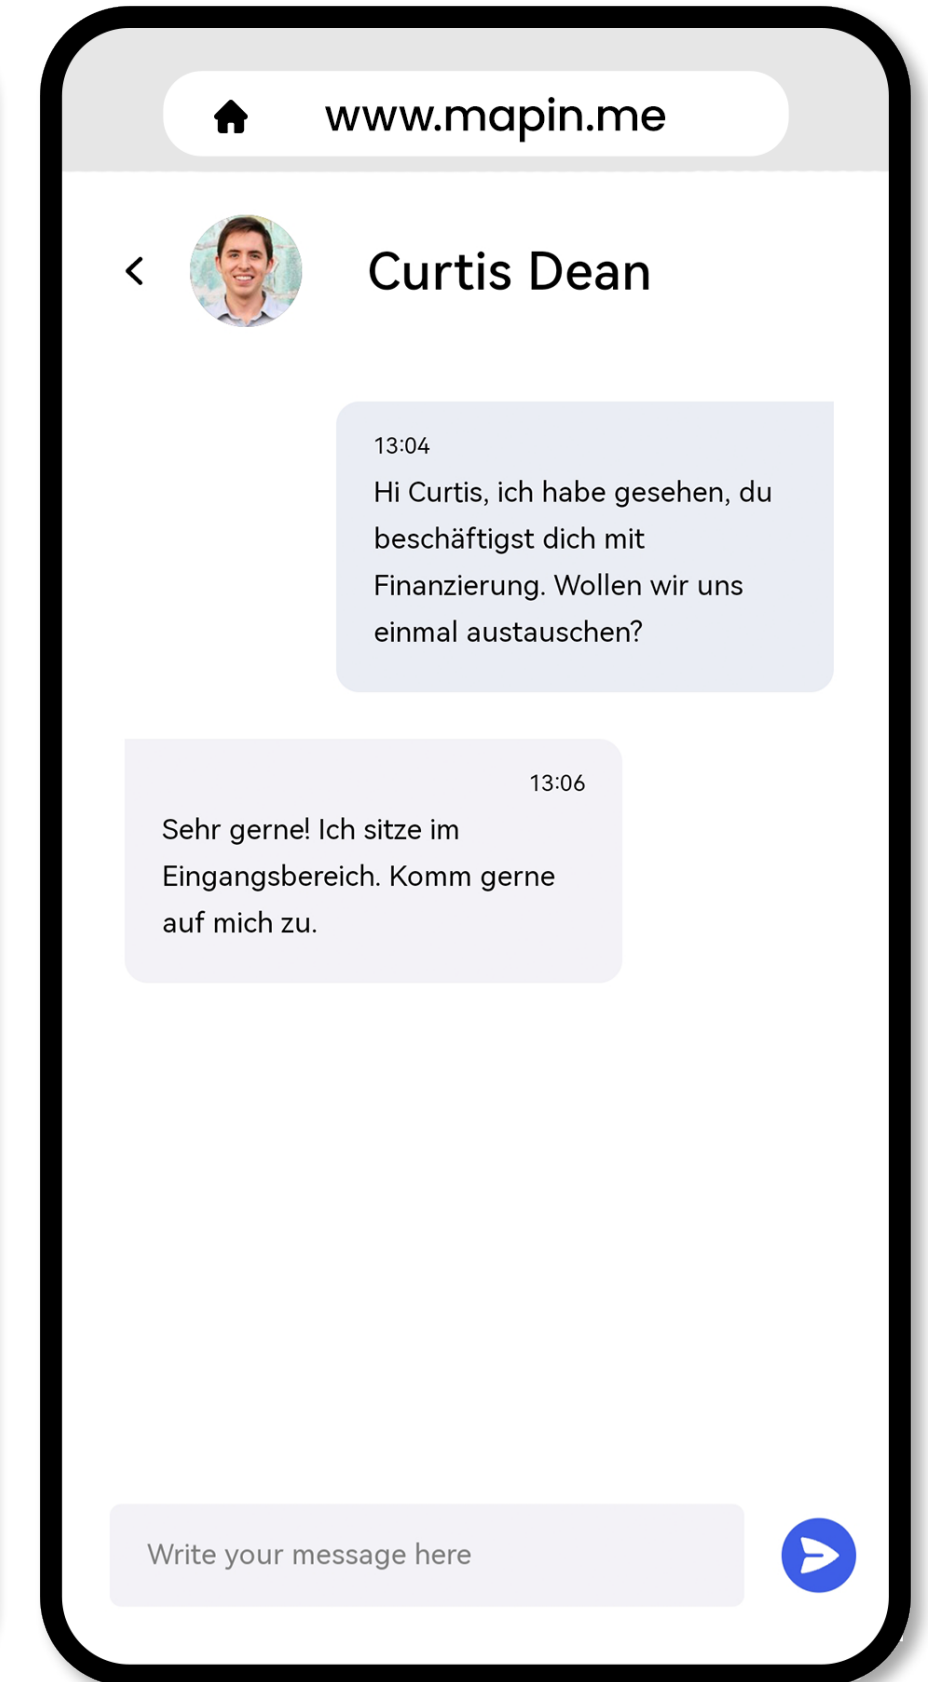 www.mapin.me
Curtis Dean
13:04
Hi Curtis, ich habe gesehen, du
beschäftigst dich mit
Finanzierung. Wollen wir uns
einmal austauschen?
13:06
Sehr gerne! Ich sitze im
Eingangsbereich. Komm gerne
auf mich zu.
Write your message here